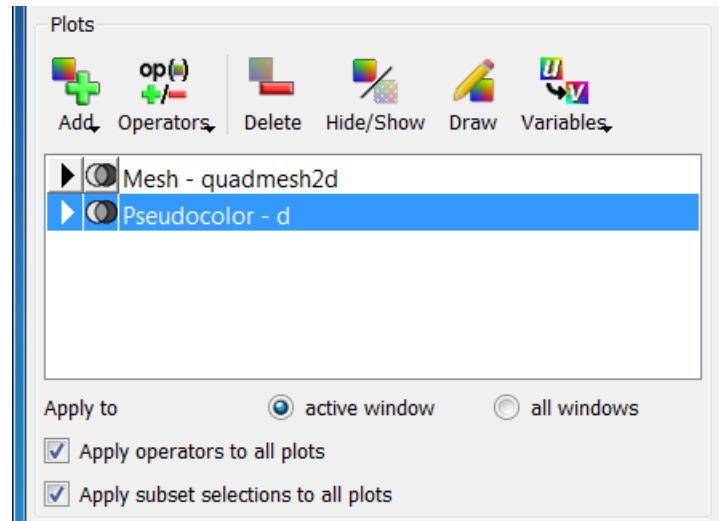 Plots
op(=)
+/-
Add Operators Delete Hide/Show Draw Variables
Mesh - quadmesh2d
Pseudocolor - d
Apply to active window all windows
Apply operators to all plots
Apply subset selections to all plots